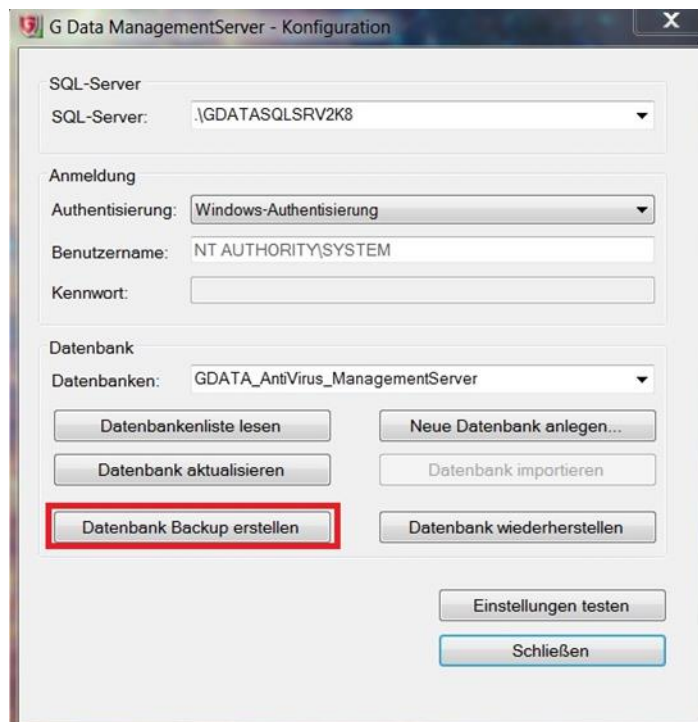 G Data ManagementServer - Konfiguration
X
SQL-Server
SQL-Server: .\GDATASQLSRV2K8
Anmeldung
Authentisierung: Windows-Authentisierung
Benutzername: NT AUTHORITY\SYSTEM
Kennwort:
Datenbank
Datenbanken: GDATA_AntiVirus_ManagementServer
Datenbankenliste lesen Neue Datenbank anlegen...
Datenbank aktualisieren Datenbank importieren
Datenbank Backup erstellen Datenbank wiederherstellen
Einstellungen testen
Schließen